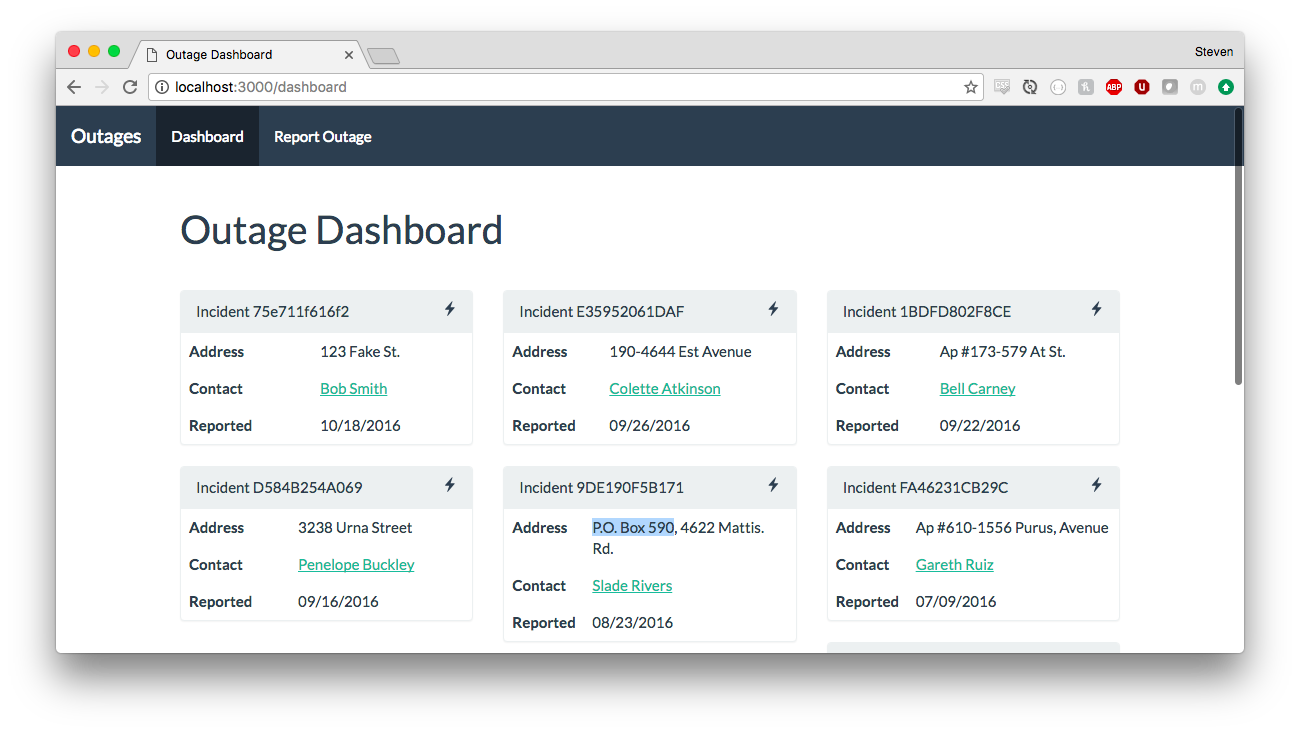 Outage Dashboard
Steven
localhost:3000/dashboard
CSF
ABP
U
m
Outages Dashboard Report Outage
Outage Dashboard
Incident 75e711f616f2
Address 123 Fake St.
Contact Bob Smith
Reported 10/18/2016
Incident E35952061DAF
Address 190-4644 Est Avenue
Contact Colette Atkinson
Reported 09/26/2016
Incident 1BDFD802F8CE
Address Ap #173-579 At St.
Contact Bell Carney
Reported 09/22/2016
Incident D584B254A069
Address 3238 Urna Street
Contact Penelope Buckley
Reported 09/16/2016
Incident 9DE190F5B171
Address P.O. Box 590, 4622 Mattis.
Rd.
Contact Slade Rivers
Reported 08/23/2016
Incident FA46231CB29C
Address Ap #610-1556 Purus, Avenue
Contact Gareth Ruiz
Reported 07/09/2016